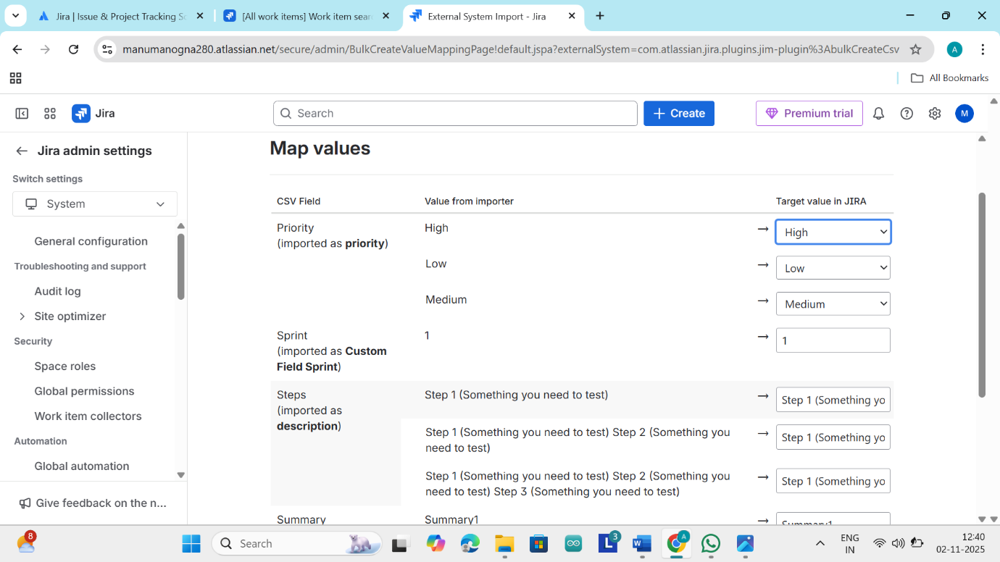 Jira | Issue & Project Tracking So
[All work items] Work item sear
External System Import - Jira
manumanogna280.atlassian.net/secure/admin/BulkCreateValueMappingPage!default.jspa?externalSystem=com.atlassian.jira.plugins.jim-plugin%3AbulkCreateCsv
A
All Bookmarks
Jira
Search
Create
Premium trial
M
Jira admin settings
Switch settings
System
General configuration
Troubleshooting and support
Audit log
Site optimizer
Security
Space roles
Global permissions
Work item collectors
Automation
Global automation
Give feedback on the n...
Map values
CSV Field Value from importer Target value in JIRA
Priority High → High
(imported as priority)
Low → Low
Medium → Medium
Sprint 1 → 1
(imported as Custom
Field Sprint)
Steps Step 1 (Something you need to test) → Step 1 (Something yo
(imported as
description)
Step 1 (Something you need to test) Step 2 (Something you → Step 1 (Something yo
need to test)
Step 1 (Something you need to test) Step 2 (Something you → Step 1 (Something yo
need to test) Step 3 (Something you need to test)
Summary Summary1 → Summary1
8
Search
L
3
W
A
ENG
IN
12:40
02-11-2025